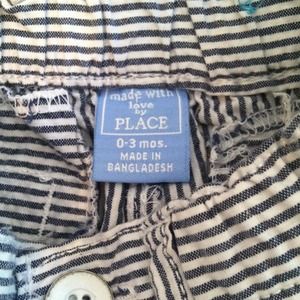 made with
love
by
PLACE
0-3 mos.
MADE IN
BANGLADESH